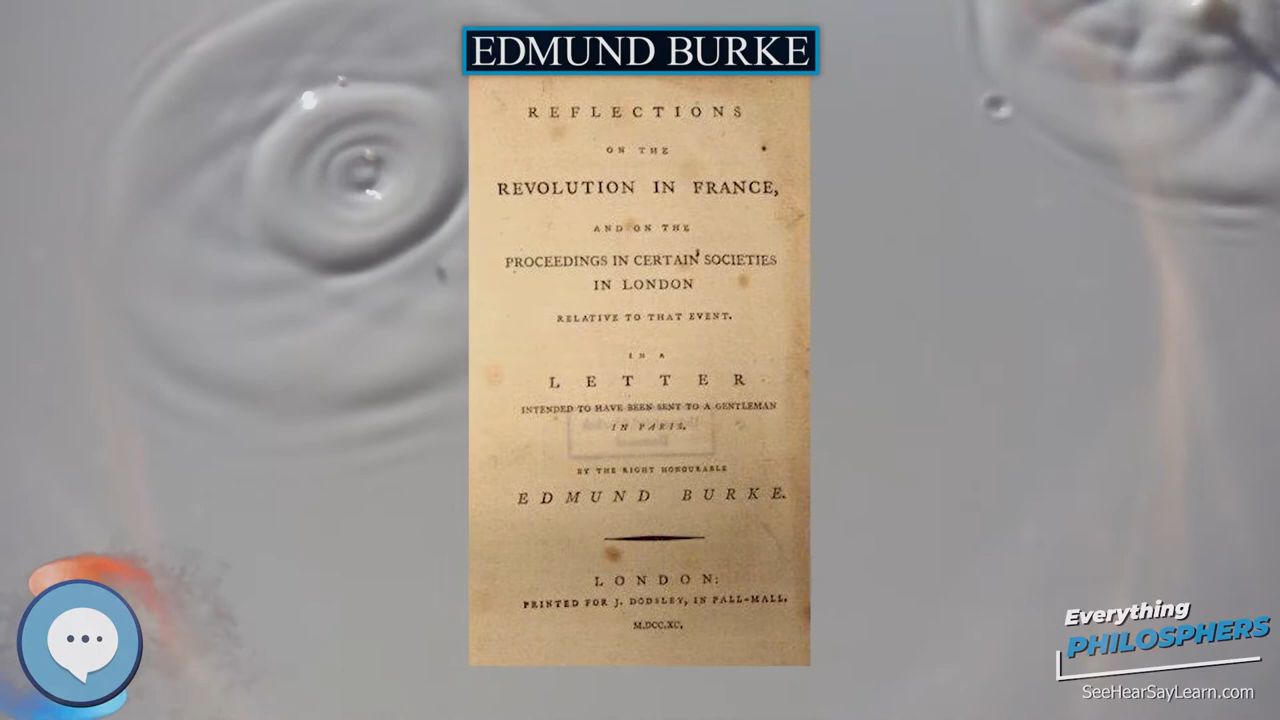 EDMUND BURKE
REFLECTIONS
ON THE
REVOLUTION IN FRANCE,
AND ON THE
PROCEEDINGS IN CERTAIN SOCIETIES
IN LONDON
RELATIVE TO THAT EVENT.
IN A
LETTER
INTENDED TO HAVE BEEN SENT TO A GENTLEMAN
IN PARIS.
BY THE RIGHT HONOURABLE
EDMUND BURKE.
LONDON:
PRINTED FOR J. DODSLEY, IN PALL-MALL.
M.DCC.XC.
Everything
PHILOSPHERS
SeeHearSayLearn.com